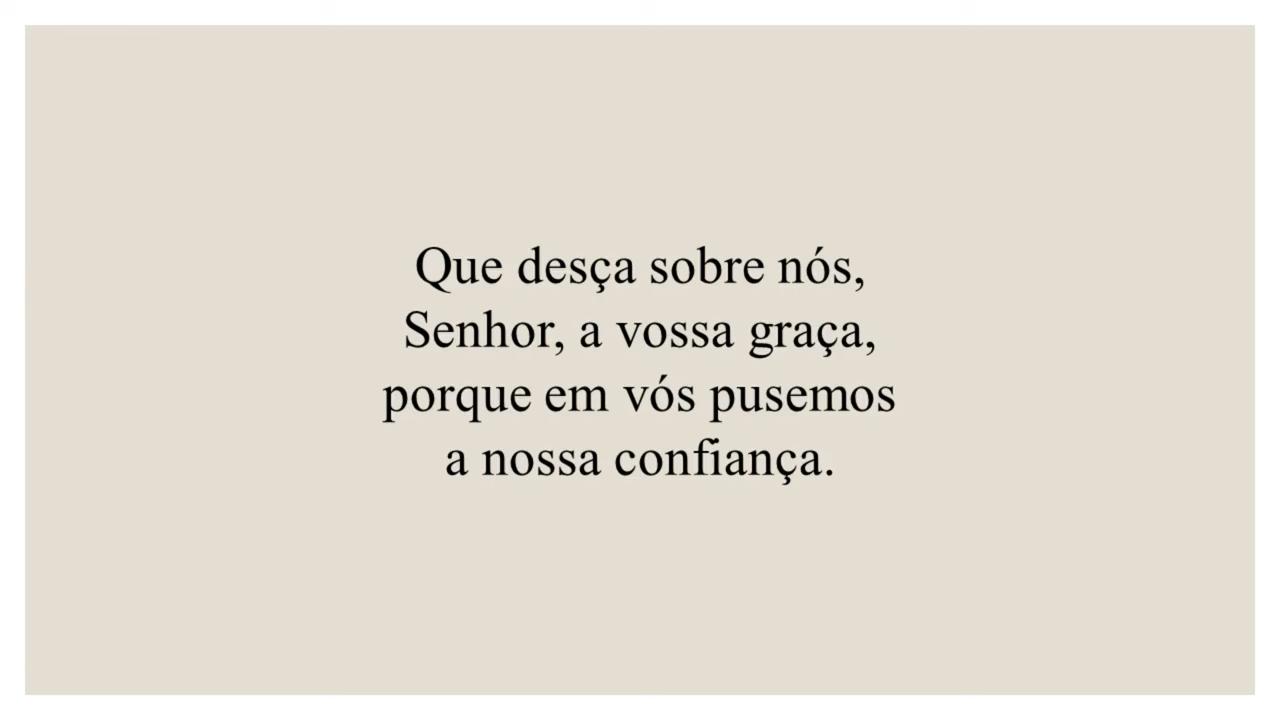 Que desça sobre nós,
Senhor, a vossa graça,
porque em vós pusemos
a nossa confiança.